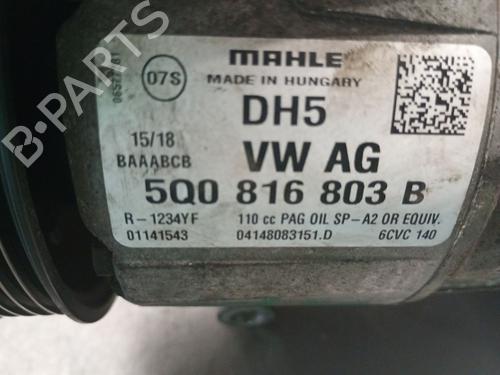 MAHLE
MADE IN HUNGARY
07S
DH5
15/18
BAAABCB
VW AG
5Q0 816 803 B
R-1234YF 110 cc PAG OIL SP-A2 OR EQUIV.
01141543 04148083151.D 6CVC 140
B-PARTS